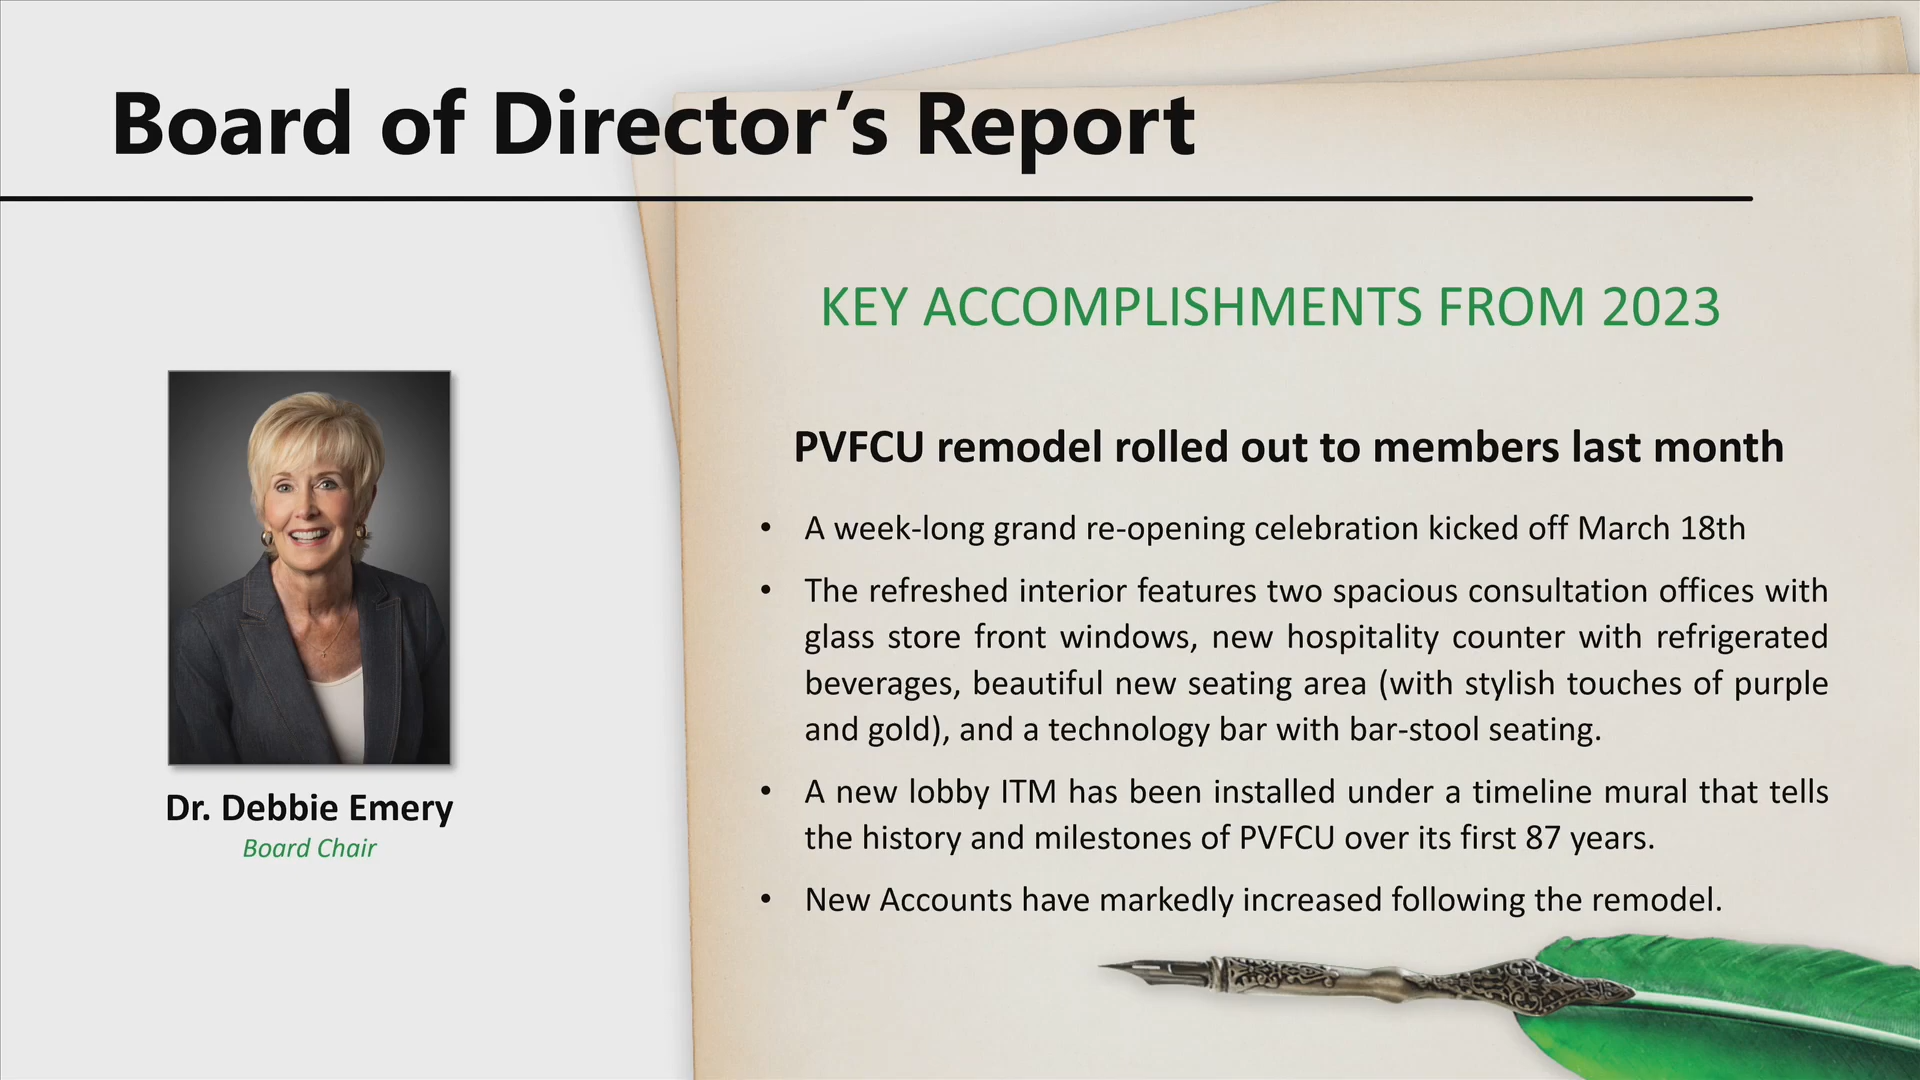 Board of Director’s Report
KEY ACCOMPLISHMENTS FROM 2023
PVFCU remodel rolled out to members last month
• A week-long grand re-opening celebration kicked off March 18th
• The refreshed interior features two spacious consultation offices with
glass store front windows, new hospitality counter with refrigerated
beverages, beautiful new seating area (with stylish touches of purple
and gold), and a technology bar with bar-stool seating.
• A new lobby ITM has been installed under a timeline mural that tells
the history and milestones of PVFCU over its first 87 years.
• New Accounts have markedly increased following the remodel.
Dr. Debbie Emery
Board Chair